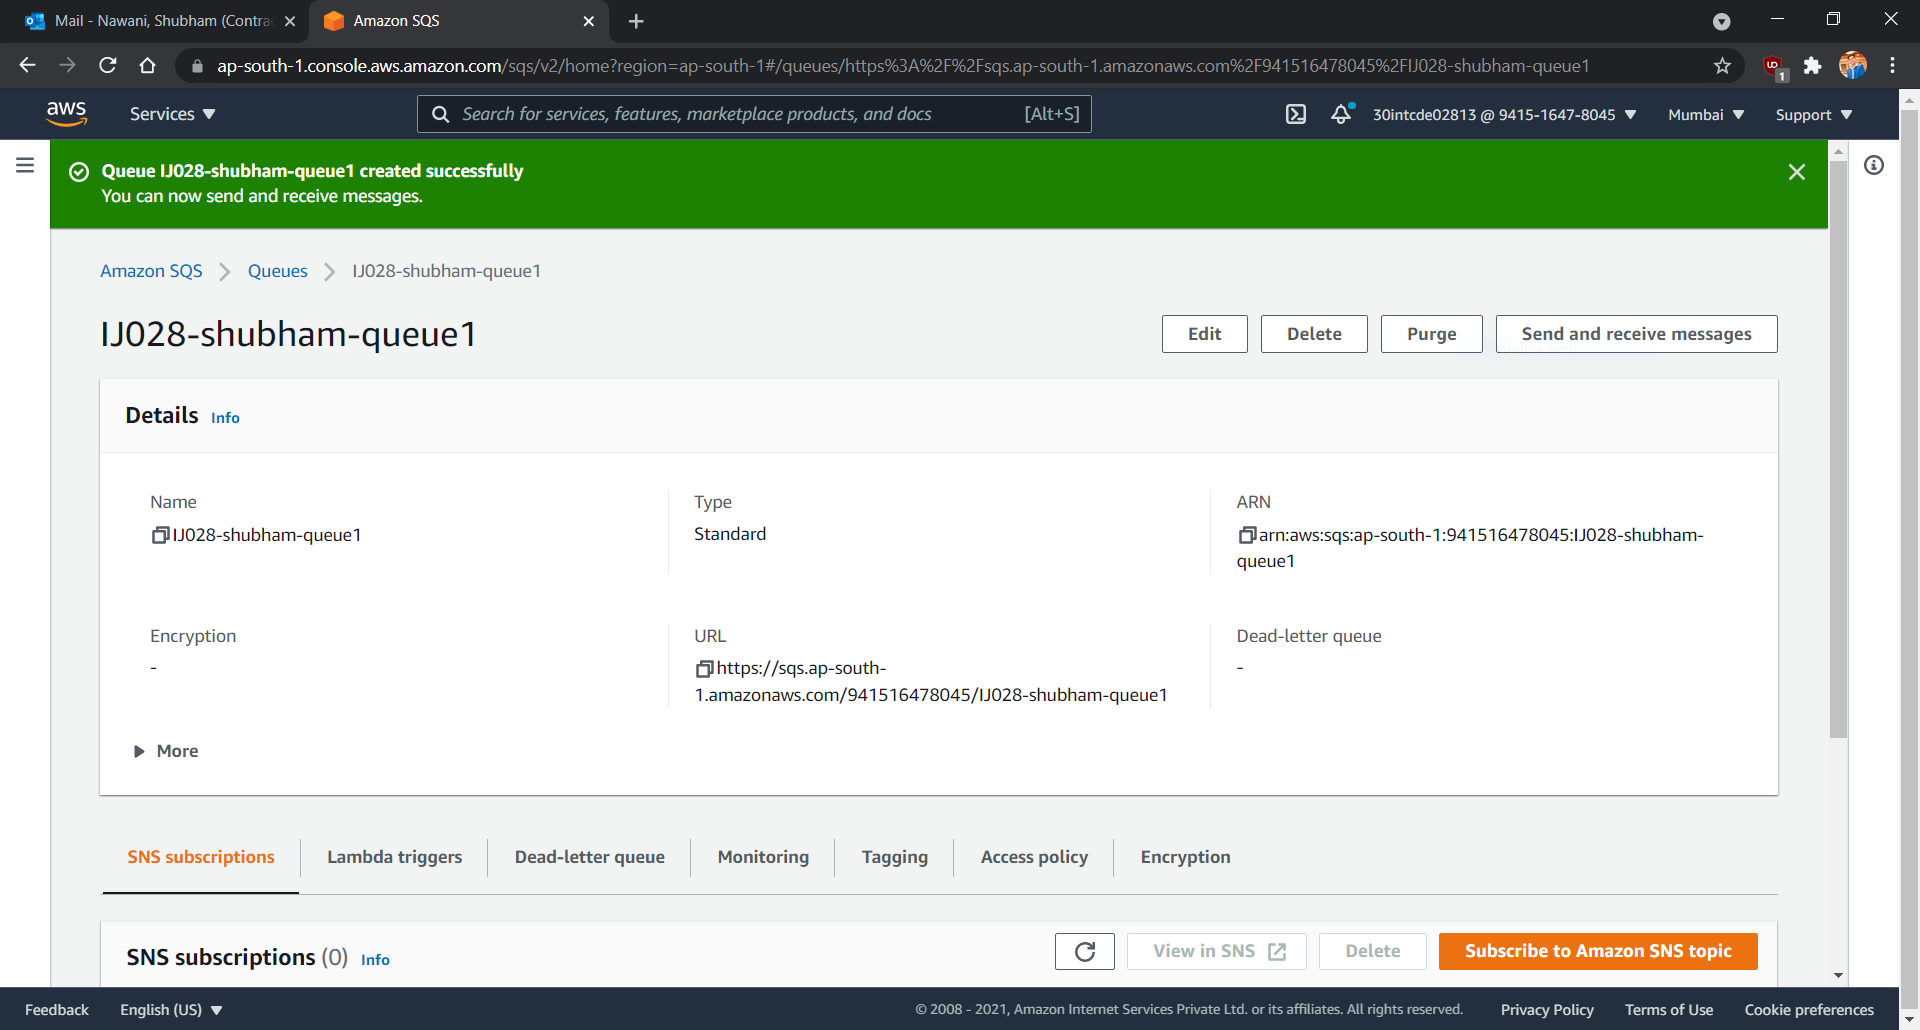 Mail - Nawani, Shubham (Contra
Amazon SQS
ap-south-1.console.aws.amazon.com/sqs/v2/home?region=ap-south-1#/queues/https%3A%2F%2Fsqs.ap-south-1.amazonaws.com%2F941516478045%2FIJ028-shubham-queue1
1
aws
Services
Search for services, features, marketplace products, and docs [Alt+S]
30intcde02813 @ 9415-1647-8045
Mumbai
Support
Queue IJ028-shubham-queue1 created successfully
You can now send and receive messages.
Amazon SQS
Queues
IJ028-shubham-queue1
IJ028-shubham-queue1
Edit
Delete
Purge
Send and receive messages
Details Info
Name
IJ028-shubham-queue1
Type
Standard
ARN
arn:aws:sqs:ap-south-1:941516478045:IJ028-shubham-
queue1
Encryption
-
URL
https://sqs.ap-south-
1.amazonaws.com/941516478045/IJ028-shubham-queue1
Dead-letter queue
-
More
SNS subscriptions
Lambda triggers
Dead-letter queue
Monitoring
Tagging
Access policy
Encryption
SNS subscriptions (0) Info
View in SNS
Delete
Subscribe to Amazon SNS topic
Feedback
English (US)
© 2008 - 2021, Amazon Internet Services Private Ltd. or its affiliates. All rights reserved.
Privacy Policy
Terms of Use
Cookie preferences